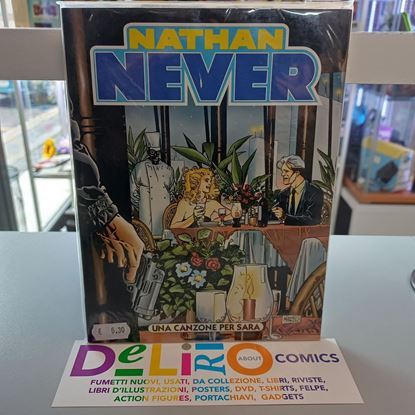 NATHAN
NEVER
€ 6,30
UNA CANZONE PER SARA
DeLiRiO ABOUT COMICS
FUMETTI NUOVI, USATI, DA COLLEZIONE, LIBRI, RIVISTE,
LIBRI D'ILLUSTRAZIONI, POSTERS, DVD, T-SHIRTS, FELPE,
ACTION FIGURES, PORTACHIAVI, GADGETS